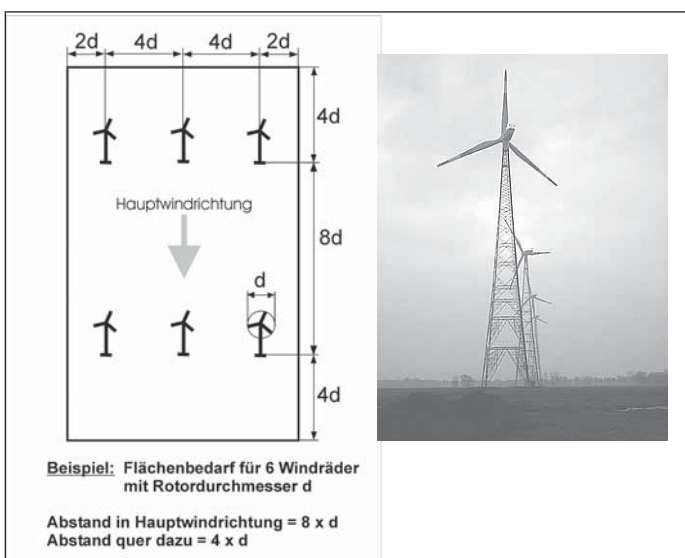 2d 4d 4d 2d
4d
Hauptwindrichtung
8d
d
4d
Beispiel: Flächenbedarf für 6 Windräder
mit Rotordurchmesser d
Abstand in Hauptwindrichtung = 8 x d
Abstand quer dazu = 4 x d